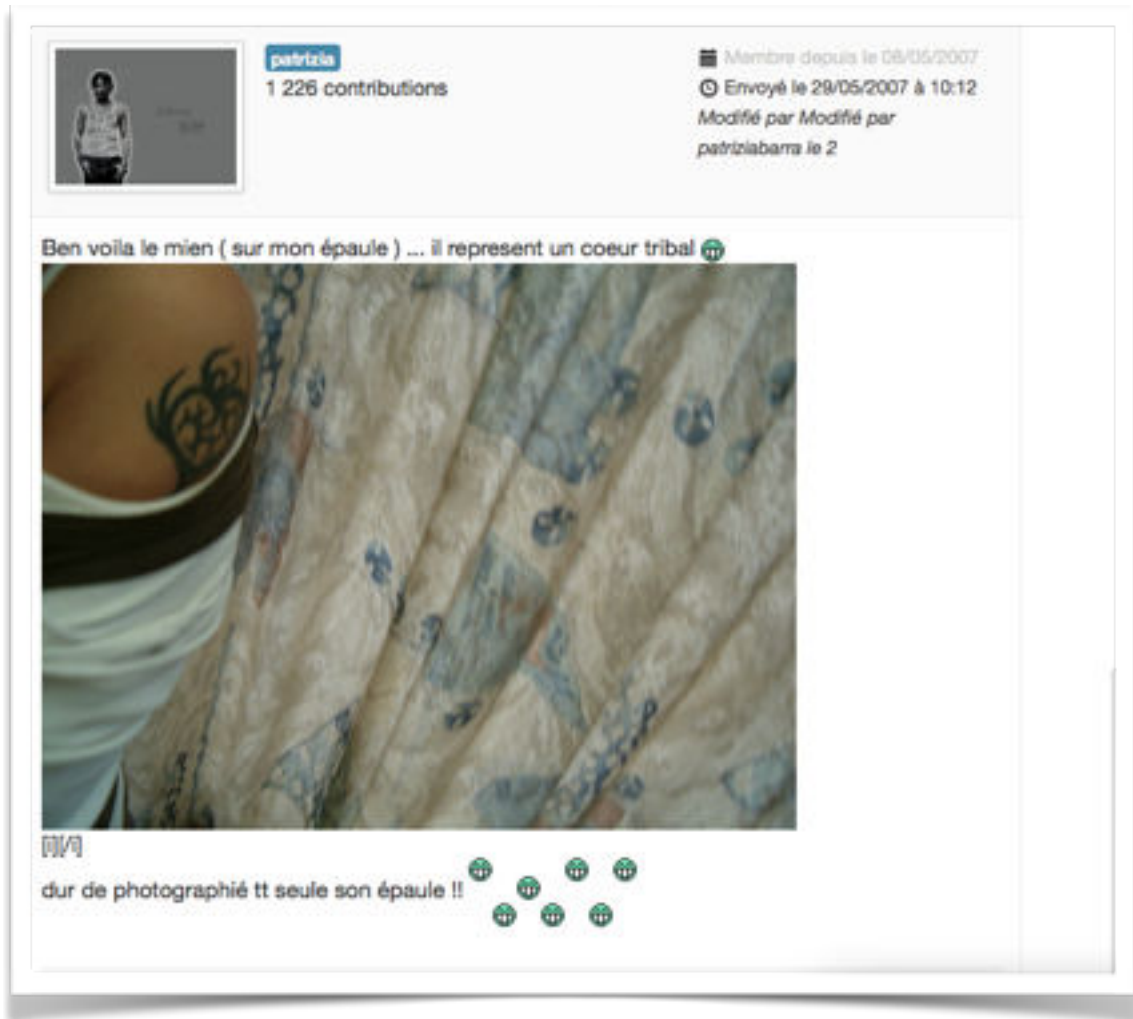 patrizia
1 226 contributions
Membre depuis le 08/05/2007
Envoyé le 29/05/2007 à 10:12
Modifié par Modifié par
patriziabarra le 2
Ben voila le mien ( sur mon épaule ) ... il represent un coeur tribal
[i][/i]
dur de photographié tt seule son épaule !!